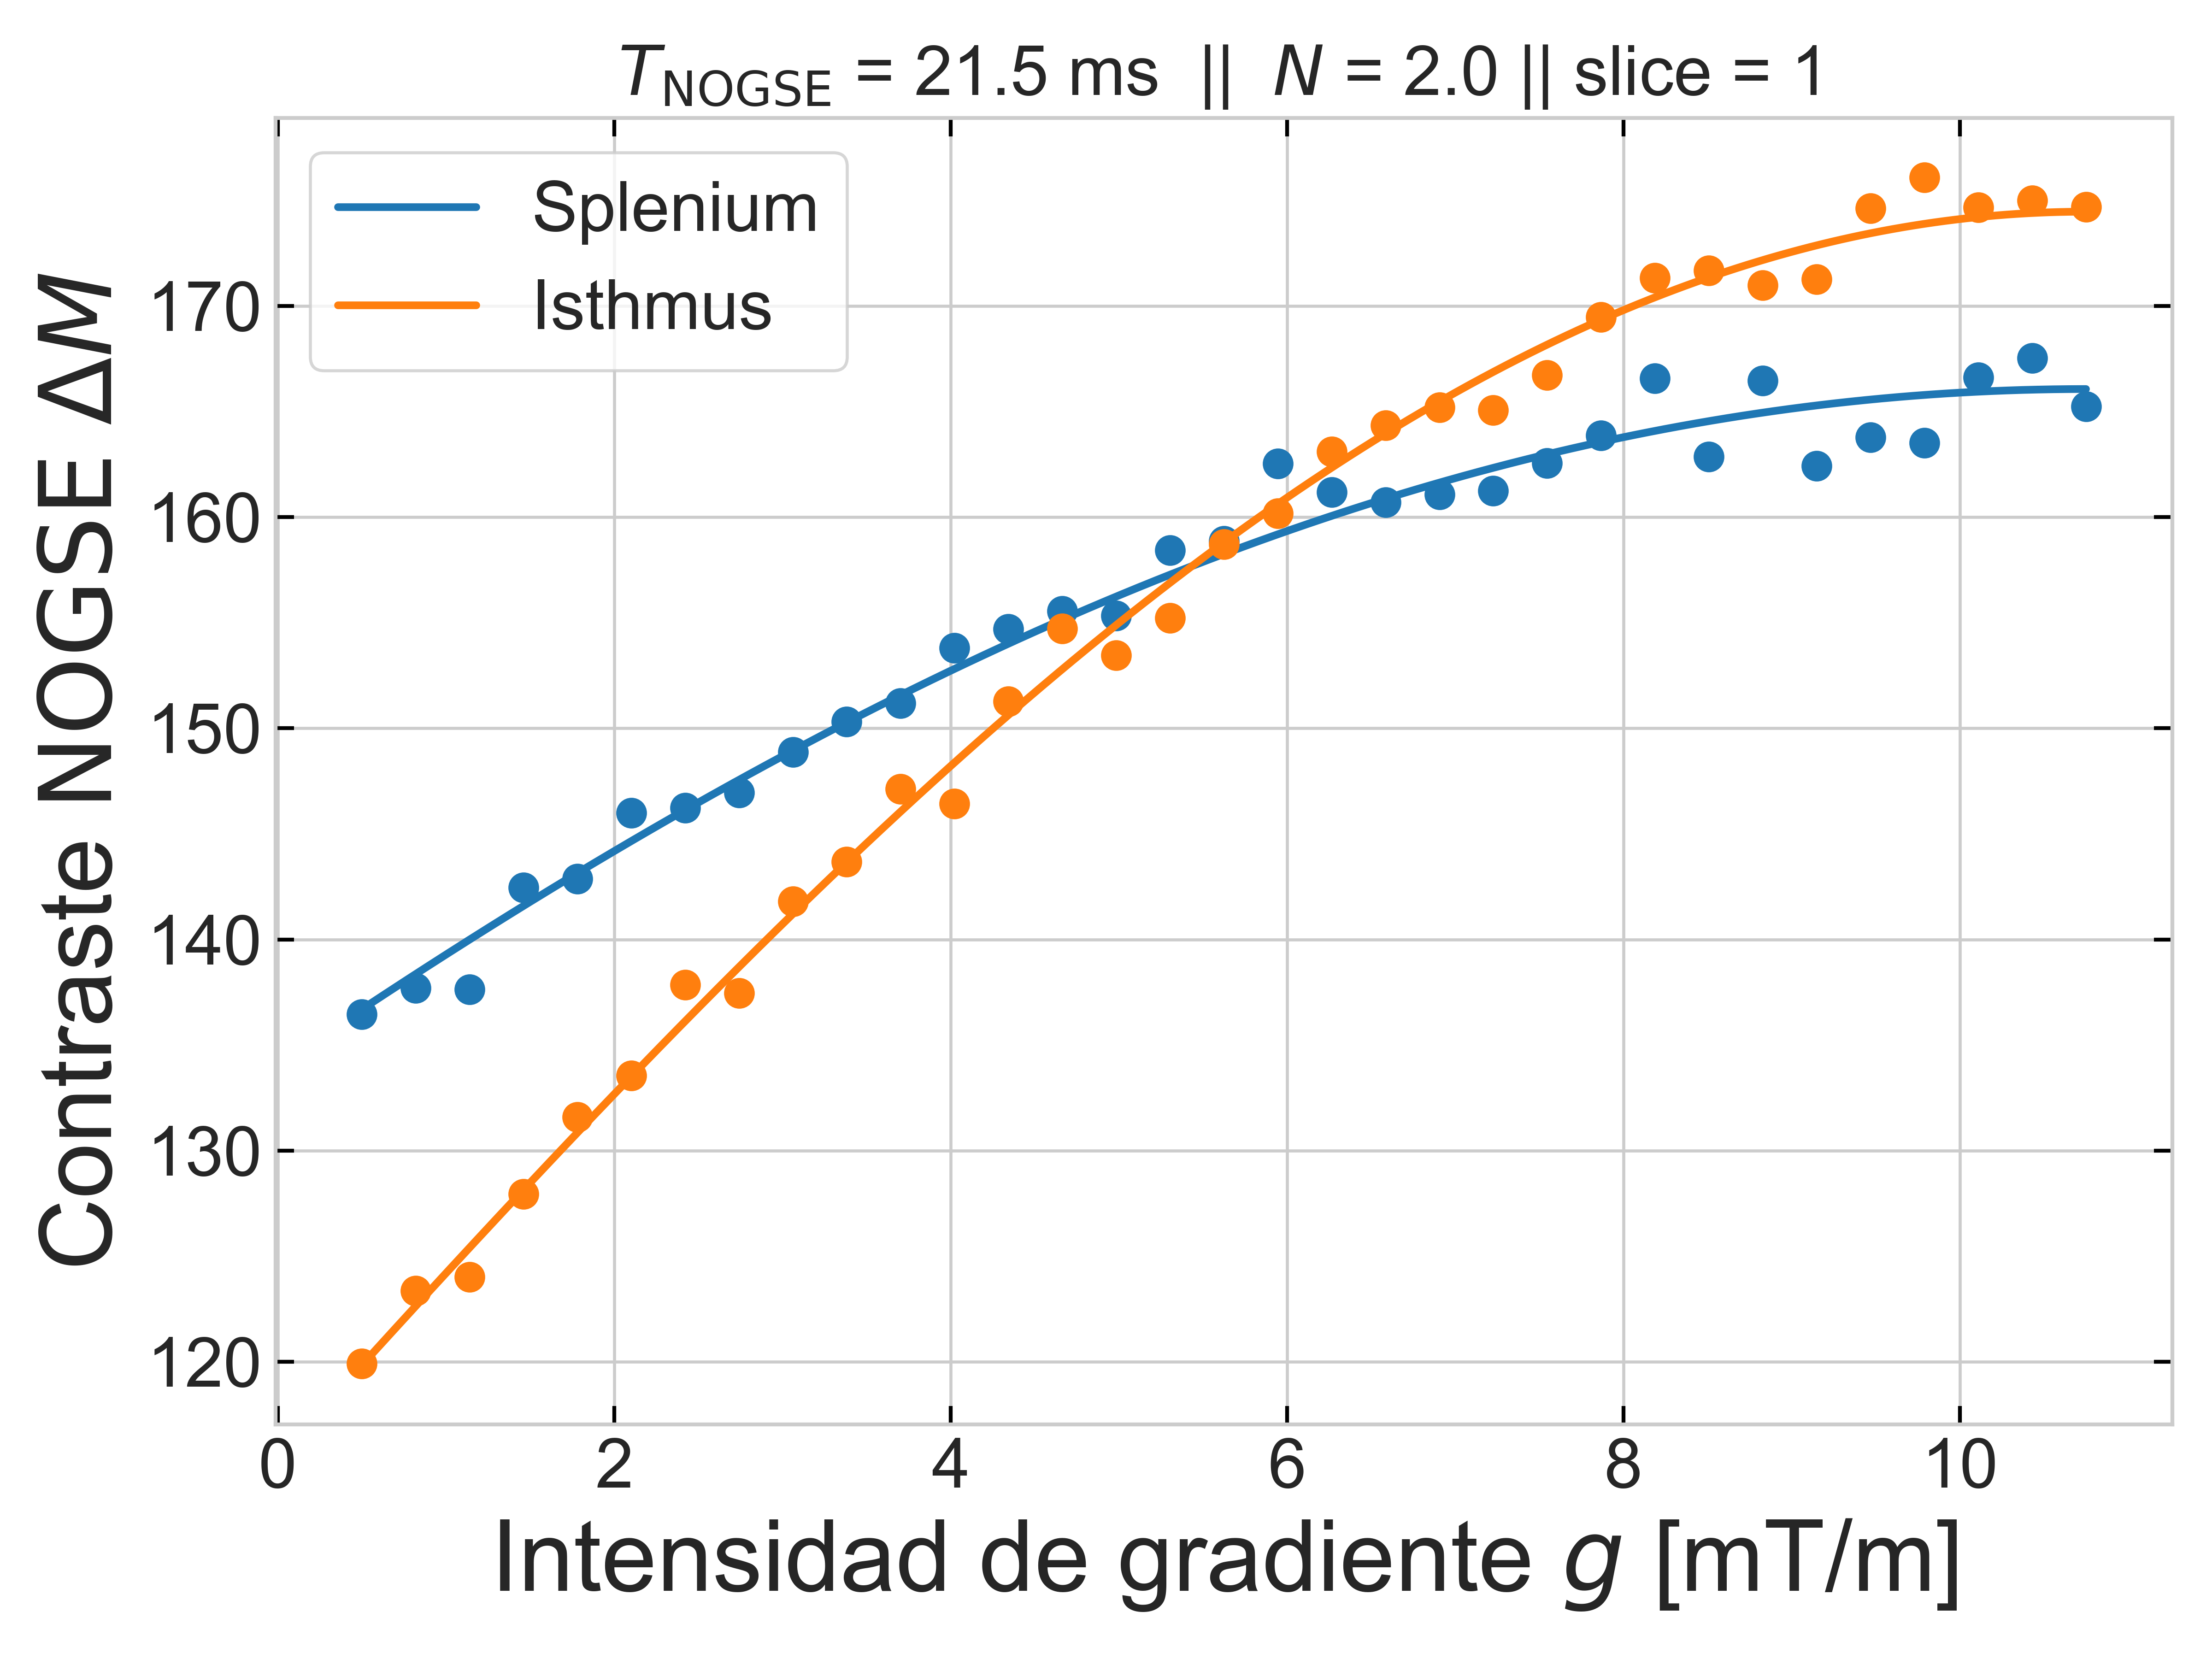 T_NOGSE = 21.5 ms || N = 2.0 || slice = 1
Splenium
Isthmus
Contraste NOGSE ΔM
170
160
150
140
130
120
0 2 4 6 8 10
Intensidad de gradiente g [mT/m]